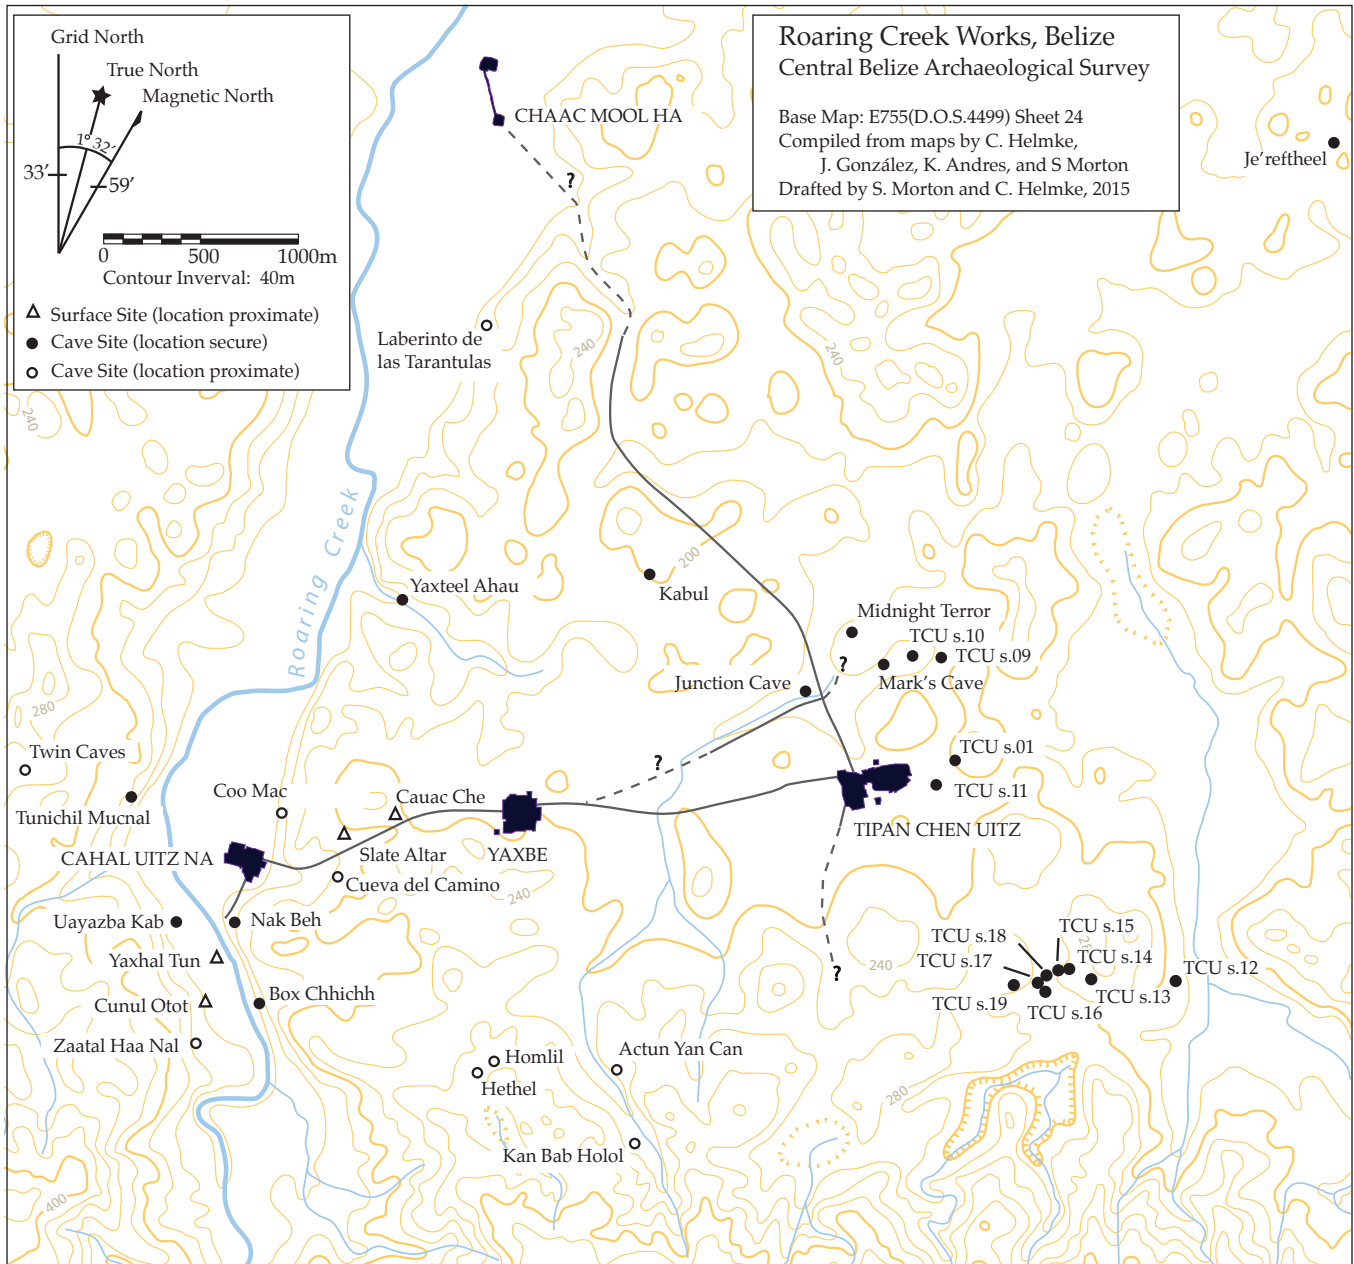 Grid North
True North
Magnetic North
1° 32′
33′
59′
0 500 1000m
Contour Inverval: 40m
Surface Site (location proximate)
Cave Site (location secure)
Cave Site (location proximate)
Roaring Creek Works, Belize
Central Belize Archaeological Survey
Base Map: E755(D.O.S.4499) Sheet 24
Compiled from maps by C. Helmke,
J. González, K. Andres, and S Morton
Drafted by S. Morton and C. Helmke, 2015
CHAAC MOOL HA
Je'reftheel
?
Laberinto de
las Tarantulas
240
240
240
Roaring Creek
200
Yaxteel Ahau
Kabul
Midnight Terror
TCU s.10
TCU s.09
?
Mark's Cave
Junction Cave
280
Twin Caves
?
TCU s.01
Coo Mac
Cauac Che
TCU s.11
Tunichil Mucnal
TIPAN CHEN UITZ
CAHAL UITZ NA
Slate Altar
YAXBE
Cueva del Camino
240
Uayazba Kab
Nak Beh
TCU s.15
TCU s.18
28
TCU s.14
Yaxhal Tun
TCU s.17
240
?
TCU s.12
Cunul Otot
Box Chhichh
TCU s.19
TCU s.13
TCU s.16
Zaatal Haa Nal
Homlil
Actun Yan Can
Hethel
280
Kan Bab Holol
400